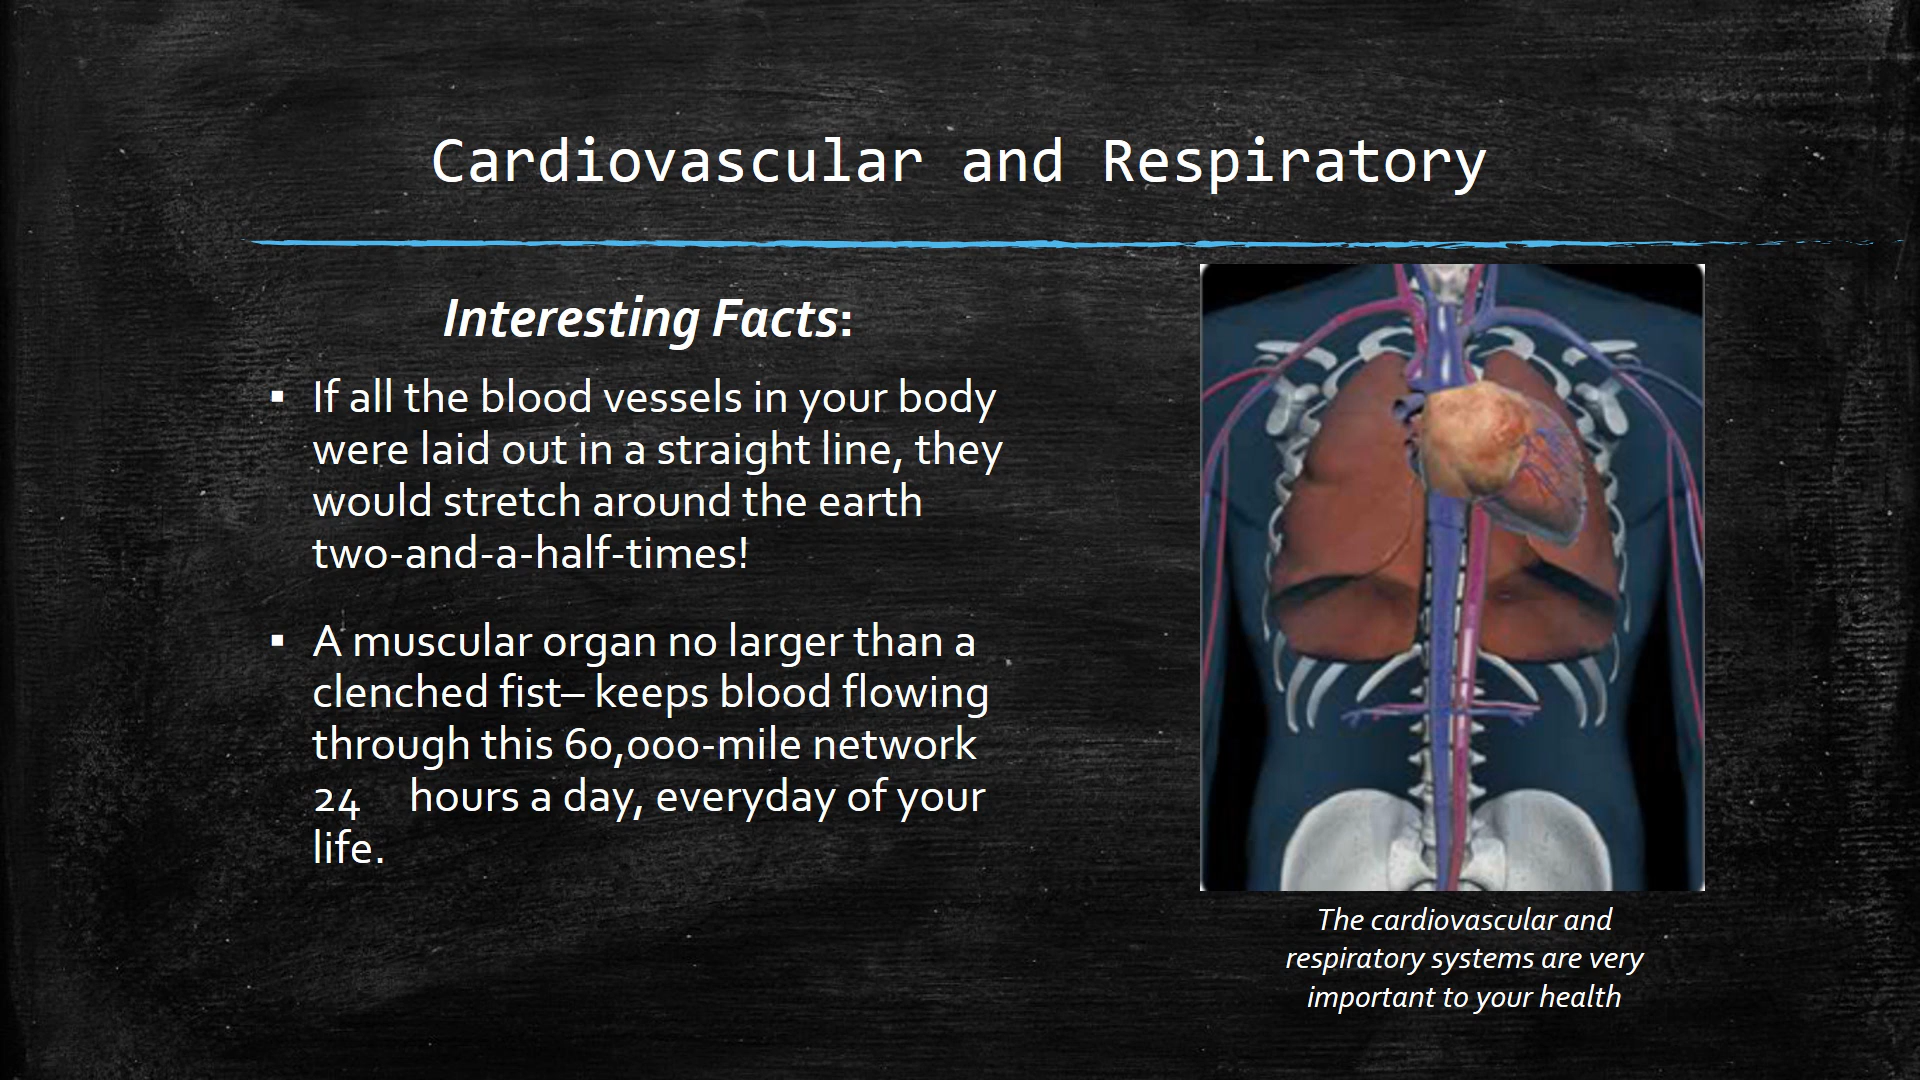 Cardiovascular and Respiratory
Interesting Facts:
▪ If all the blood vessels in your body
were laid out in a straight line, they
would stretch around the earth
two-and-a-half-times!
▪ A muscular organ no larger than a
clenched fist– keeps blood flowing
through this 60,000-mile network
24 hours a day, everyday of your
life.
The cardiovascular and
respiratory systems are very
important to your health